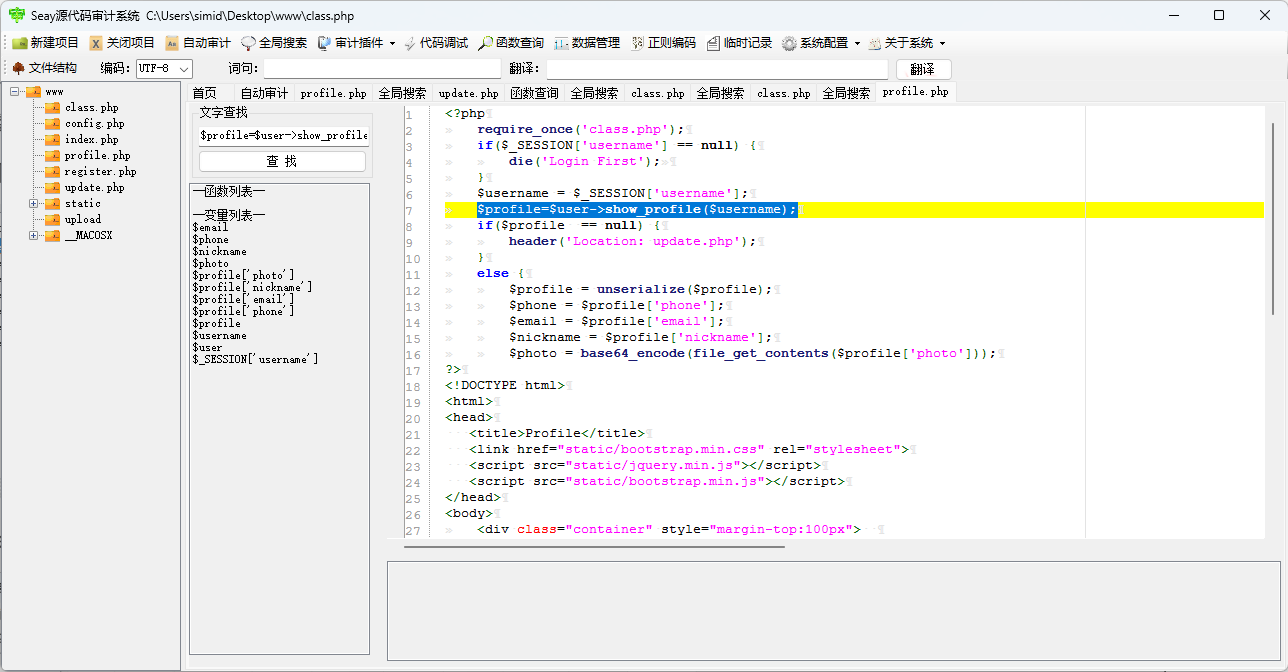 Seay源代码审计系统 C:\Users\simid\Desktop\www\class.php
新建项目 关闭项目 自动审计 全局搜索 审计插件 代码调试 函数查询 数据管理 正则编码 临时记录 系统配置 关于系统
文件结构 编码: UTF-8 词句: 翻译: 翻译
首页 自动审计 profile.php 全局搜索 update.php 函数查询 全局搜索 class.php 全局搜索 class.php 全局搜索 profile.php
www
class.php
config.php
index.php
profile.php
register.php
update.php
static
upload
__MACOSX
文字查找
$profile=$user->show_profile
查 找
一函数列表一
一变量列表一
$email
$phone
$nickname
$photo
$profile['photo']
$profile['nickname']
$profile['email']
$profile['phone']
$profile
$username
$user
$_SESSION['username']
1 <?php
2 require_once('class.php');
3 if($_SESSION['username'] == null) {
4 die('Login First');
5 }
6 $username = $_SESSION['username'];
7 $profile=$user->show_profile($username);
8 if($profile  == null) {
9 header('Location: update.php');
10 }
11 else {
12 $profile = unserialize($profile);
13 $phone = $profile['phone'];
14 $email = $profile['email'];
15 $nickname = $profile['nickname'];
16 $photo = base64_encode(file_get_contents($profile['photo']));
17 ?>
18 <!DOCTYPE html>
19 <html>
20 <head>
21 <title>Profile</title>
22 <link href="static/bootstrap.min.css" rel="stylesheet">
23 <script src="static/jquery.min.js"></script>
24 <script src="static/bootstrap.min.js"></script>
25 </head>
26 <body>
27 <div class="container" style="margin-top:100px">